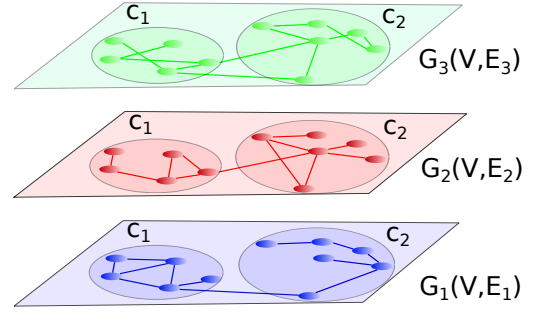 c₁
c₂
G₃(V,E₃)
c₁
c₂
G₂(V,E₂)
c₁
c₂
G₁(V,E₁)